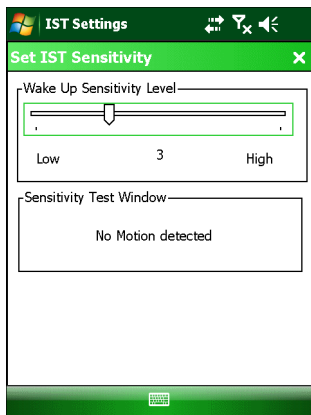 IST Settings
Set IST Sensitivity
Wake Up Sensitivity Level
Low 3 High
Sensitivity Test Window
No Motion detected